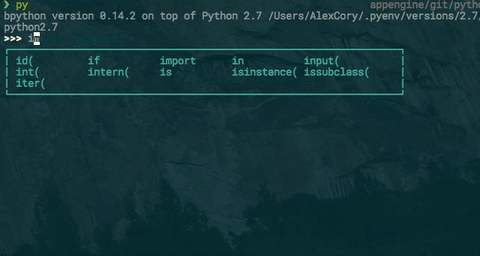 ❯ py appengine/git/pytho
bpython version 0.14.2 on top of Python 2.7 /Users/AlexCory/.pyenv/versions/2.7/
python2.7
>>> im
id( if import in input(
int( intern( is isinstance( issubclass(
iter(